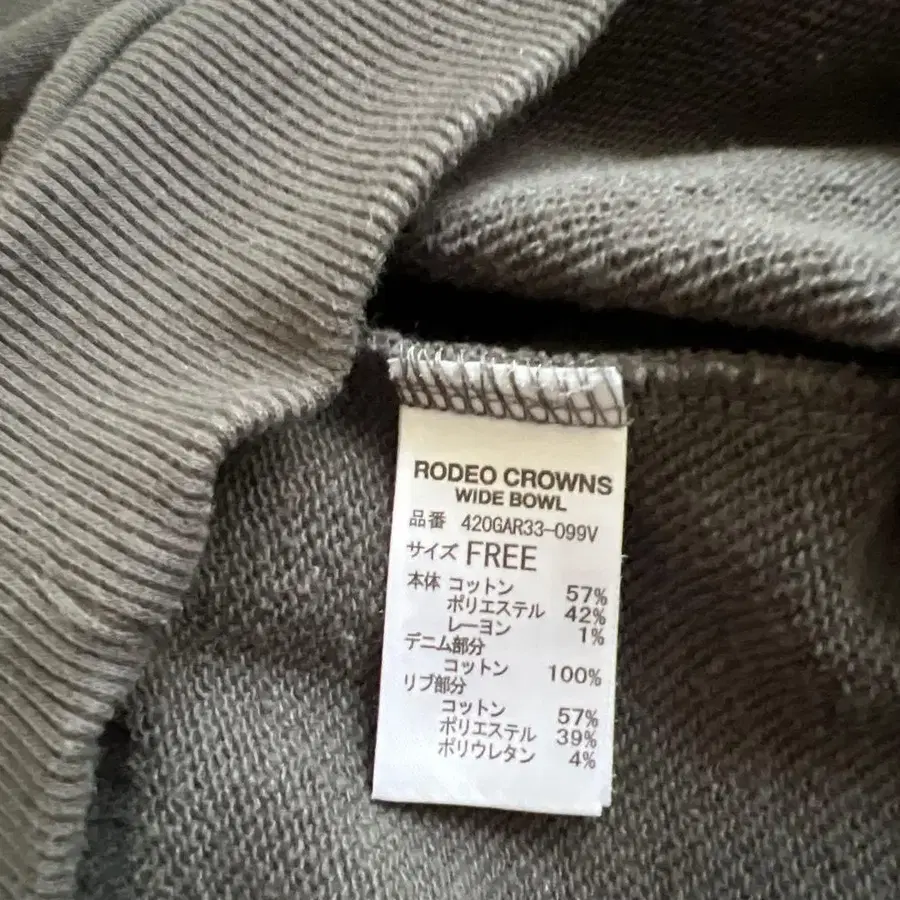 RODEO CROWNS
WIDE BOWL
品番 420GAR33-099V
サイズ FREE
本体 コットン 57%
ポリエステル 42%
レーヨン 1%
デニム部分
コットン 100%
リブ部分
コットン 57%
ポリエステル 39%
ポリウレタン 4%